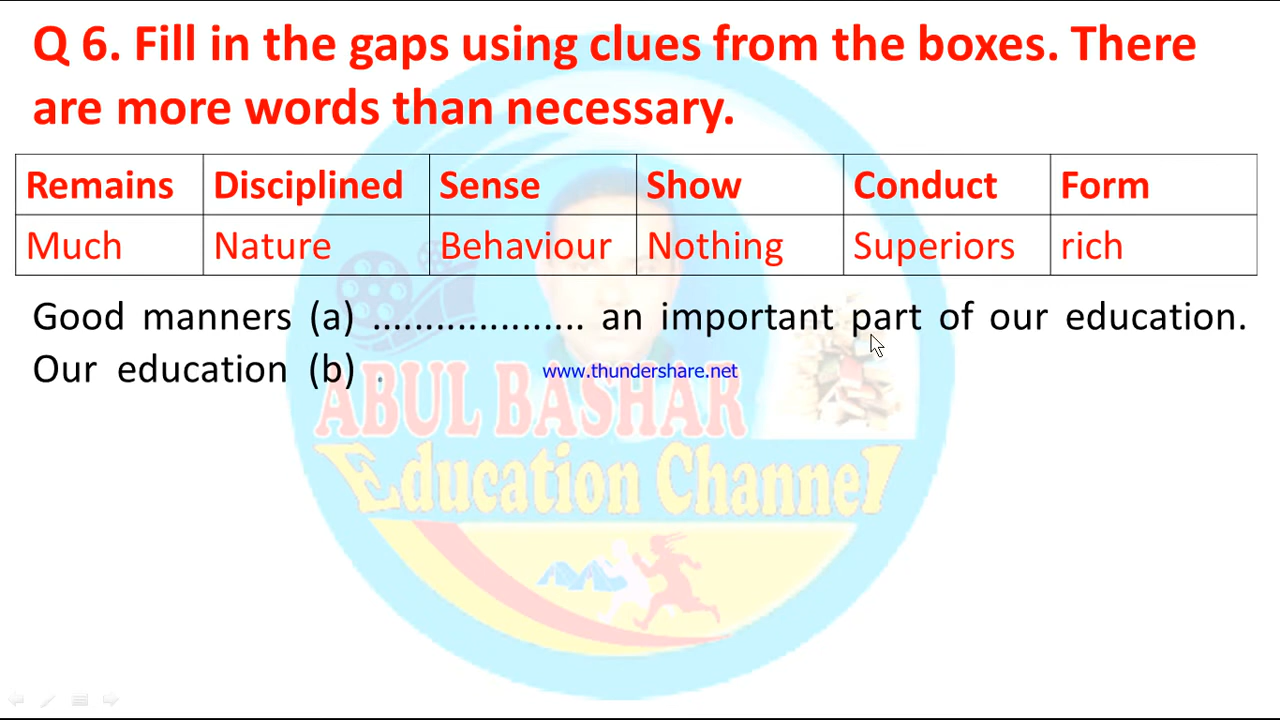 Q 6. Fill in the gaps using clues from the boxes. There
are more words than necessary.
Remains Disciplined Sense Show Conduct Form
Much Nature Behaviour Nothing Superiors rich
Good manners (a) .................... an important part of our education.
Our education (b) .
www.thundershare.net
ABUL BASHAR
Education Channel